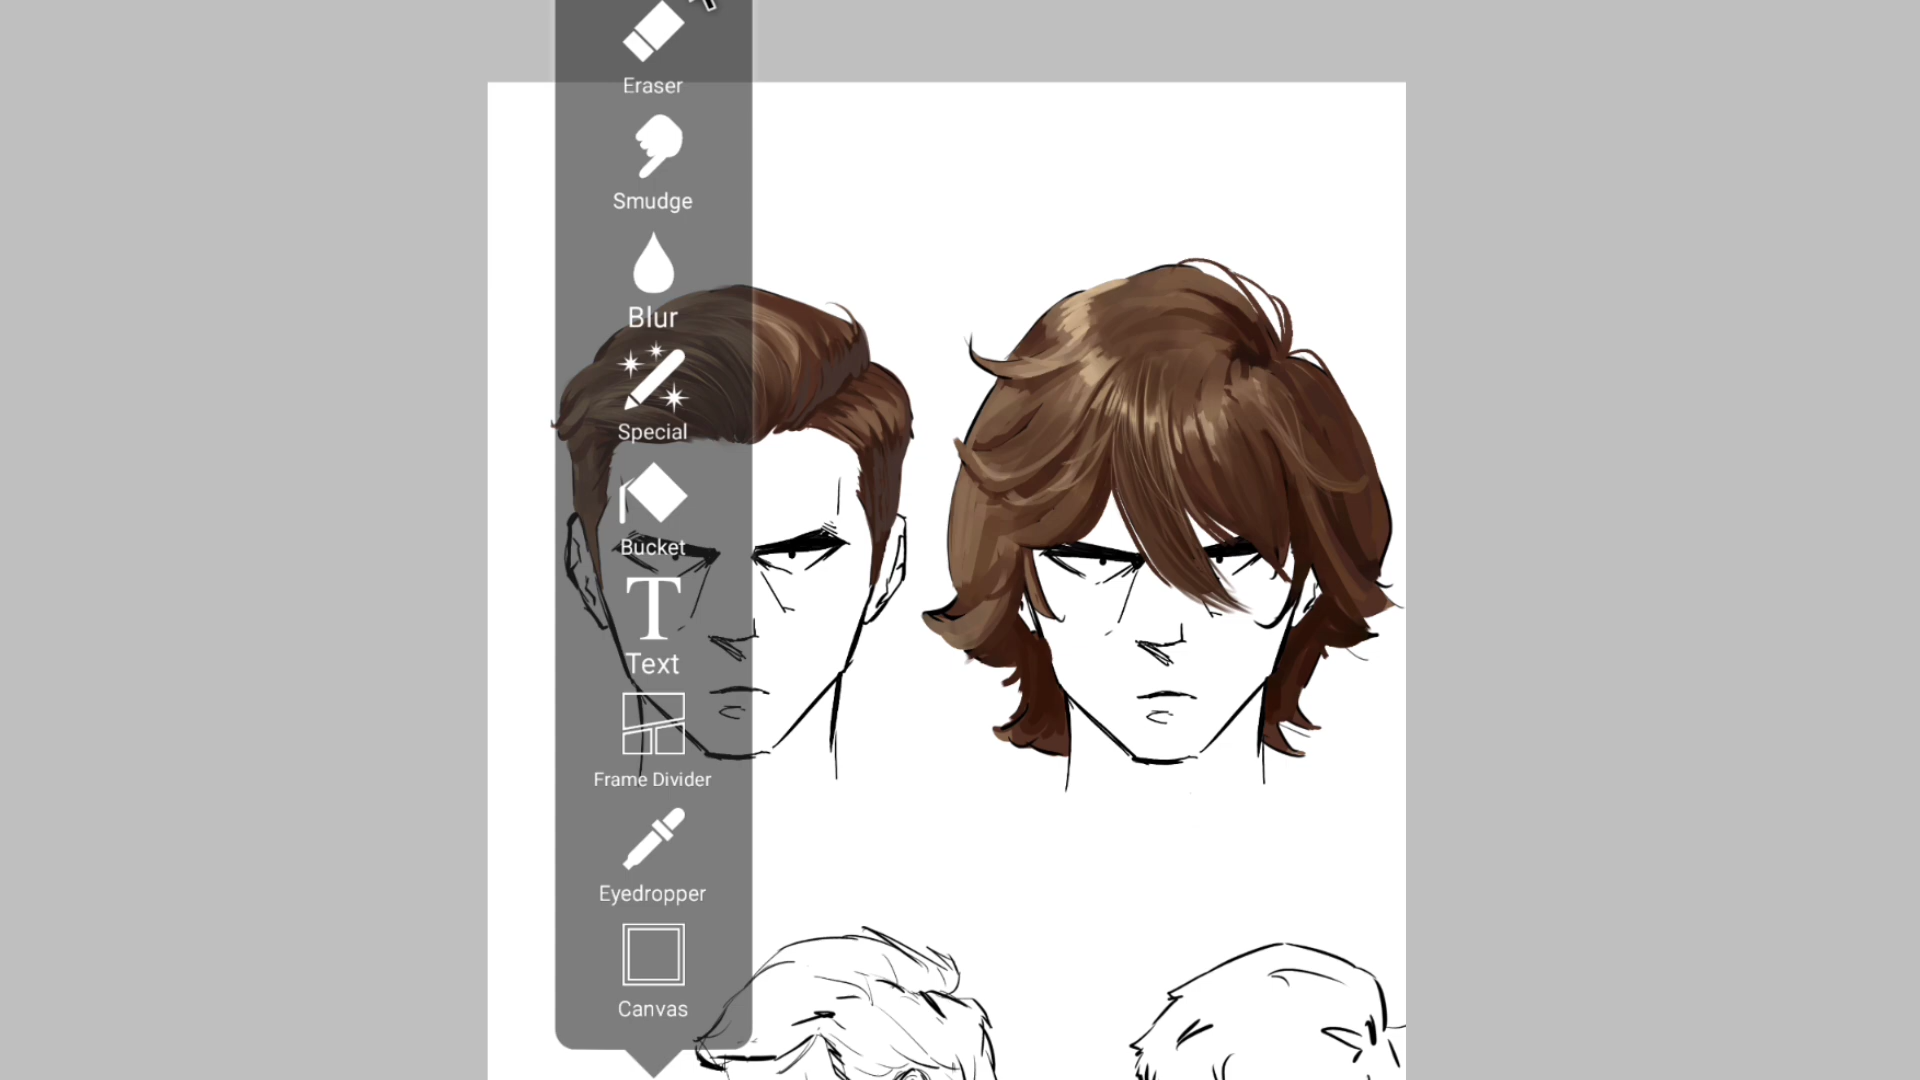 Eraser
Smudge
Blur
Special
Bucket
Text
Frame Divider
Eyedropper
Canvas